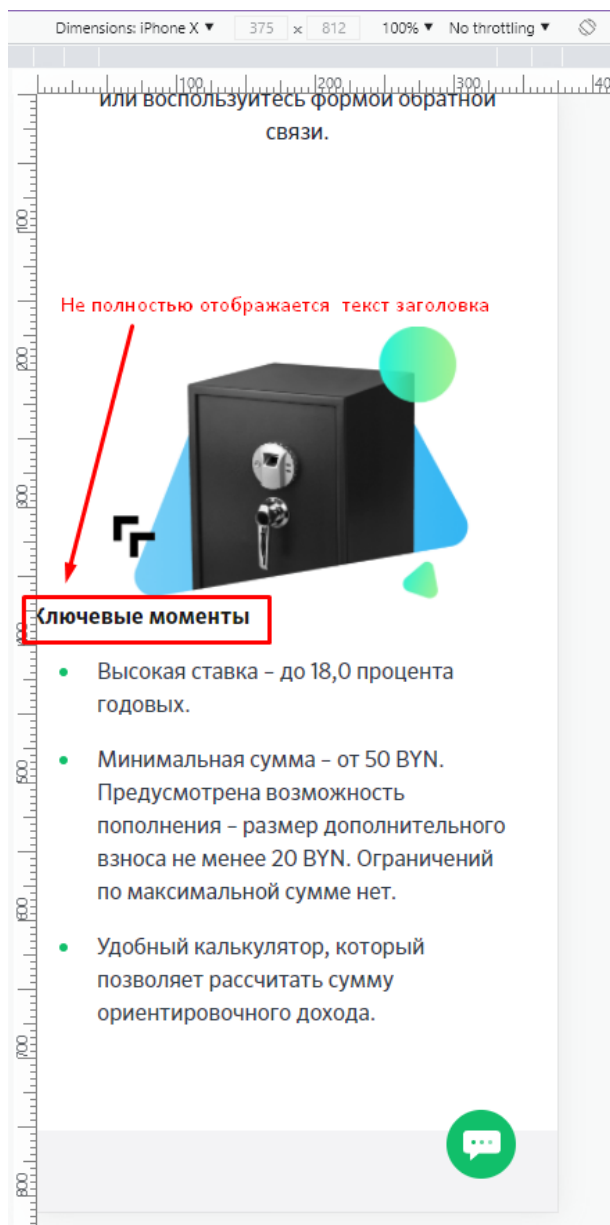 Dimensions: iPhone X ▼ 375 x 812 100% ▼ No throttling ▼
100 200 300 40
или воспользуйтесь формой обратной
связи.
100
Не полностью отображается текст заголовка
200
300
400
Ключевые моменты
• Высокая ставка – до 18,0 процента
годовых.
• Минимальная сумма – от 50 BYN.
500
Предусмотрена возможность
пополнения – размер дополнительного
взноса не менее 20 BYN. Ограничений
по максимальной сумме нет.
600
• Удобный калькулятор, который
позволяет рассчитать сумму
ориентировочного дохода.
700
800